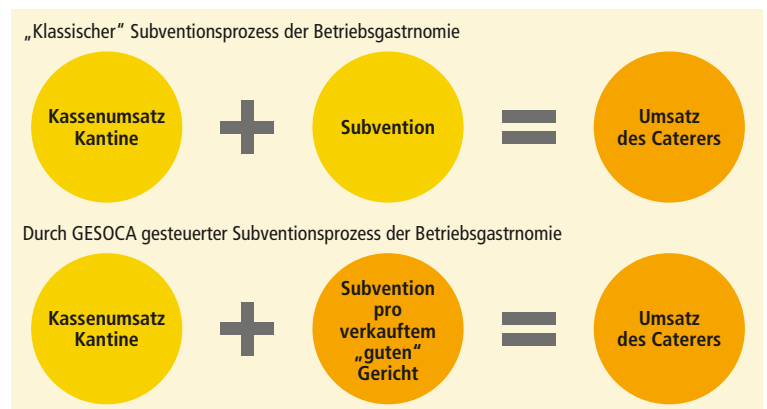 „Klassischer“ Subventionsprozess der Betriebsgastrnomie
Kassenumsatz
Kantine
+
Subvention
=
Umsatz
des Caterers
Durch GESOCA gesteuerter Subventionsprozess der Betriebsgastrnomie
Kassenumsatz
Kantine
+
Subvention
pro
verkauftem
„guten“
Gericht
=
Umsatz
des Caterers